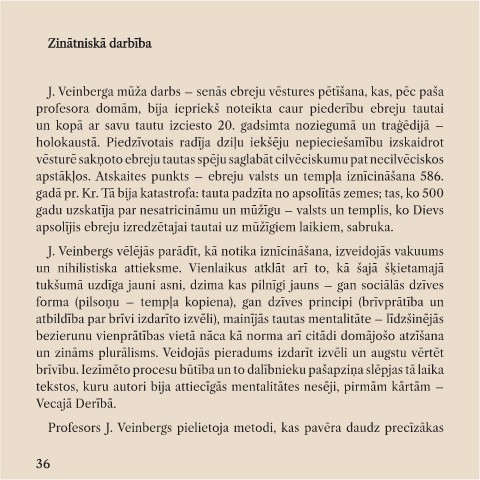 Zinātniskā darbība
J. Veinberga mūža darbs – senās ebreju vēstures pētīšana, kas, pēc paša
profesora domām, bija iepriekš noteikta caur piederību ebreju tautai
un kopā ar savu tautu izciesto 20. gadsimta noziegumā un traģēdijā –
holokaustā. Piedzīvotais radīja dziļu iekšēju nepieciešamību izskaidrot
vēsturē sakņoto ebreju tautas spēju saglabāt cilvēciskumu pat necilvēciskos
apstākļos. Atskaites punkts – ebreju valsts un tempļa iznīcināšana 586.
gadā pr. Kr. Tā bija katastrofa: tauta padzīta no apsolītās zemes; tas, ko 500
gadu uzskatīja par nesatricināmu un mūžīgu – valsts un templis, ko Dievs
apsolījis ebreju izredzētajai tautai uz mūžīgiem laikiem, sabruka.
J. Veinbergs vēlējās parādīt, kā notika iznīcināšana, izveidojās vakuums
un nihilistiska attieksme. Vienlaikus atklāt arī to, kā šajā šķietamajā
tukšumā uzdīga jauni asni, dzima kas pilnīgi jauns – gan sociālās dzīves
forma (pilsoņu – tempļa kopiena), gan dzīves principi (brīvprātība un
atbildība par brīvi izdarīto izvēli), mainījās tautas mentalitāte – līdzšinējās
bezierunu vienprātības vietā nāca kā norma arī citādi domājošo atzīšana
un zināms plurālisms. Veidojās pieradums izdarīt izvēli un augstu vērtēt
brīvību. Iezīmēto procesu būtība un to dalībnieku pašapziņa slēpjas tā laika
tekstos, kuru autori bija attiecīgās mentalitātes nesēji, pirmām kārtām –
Vecajā Derībā.
Profesors J. Veinbergs pielietoja metodi, kas pavēra daudz precīzākas
36